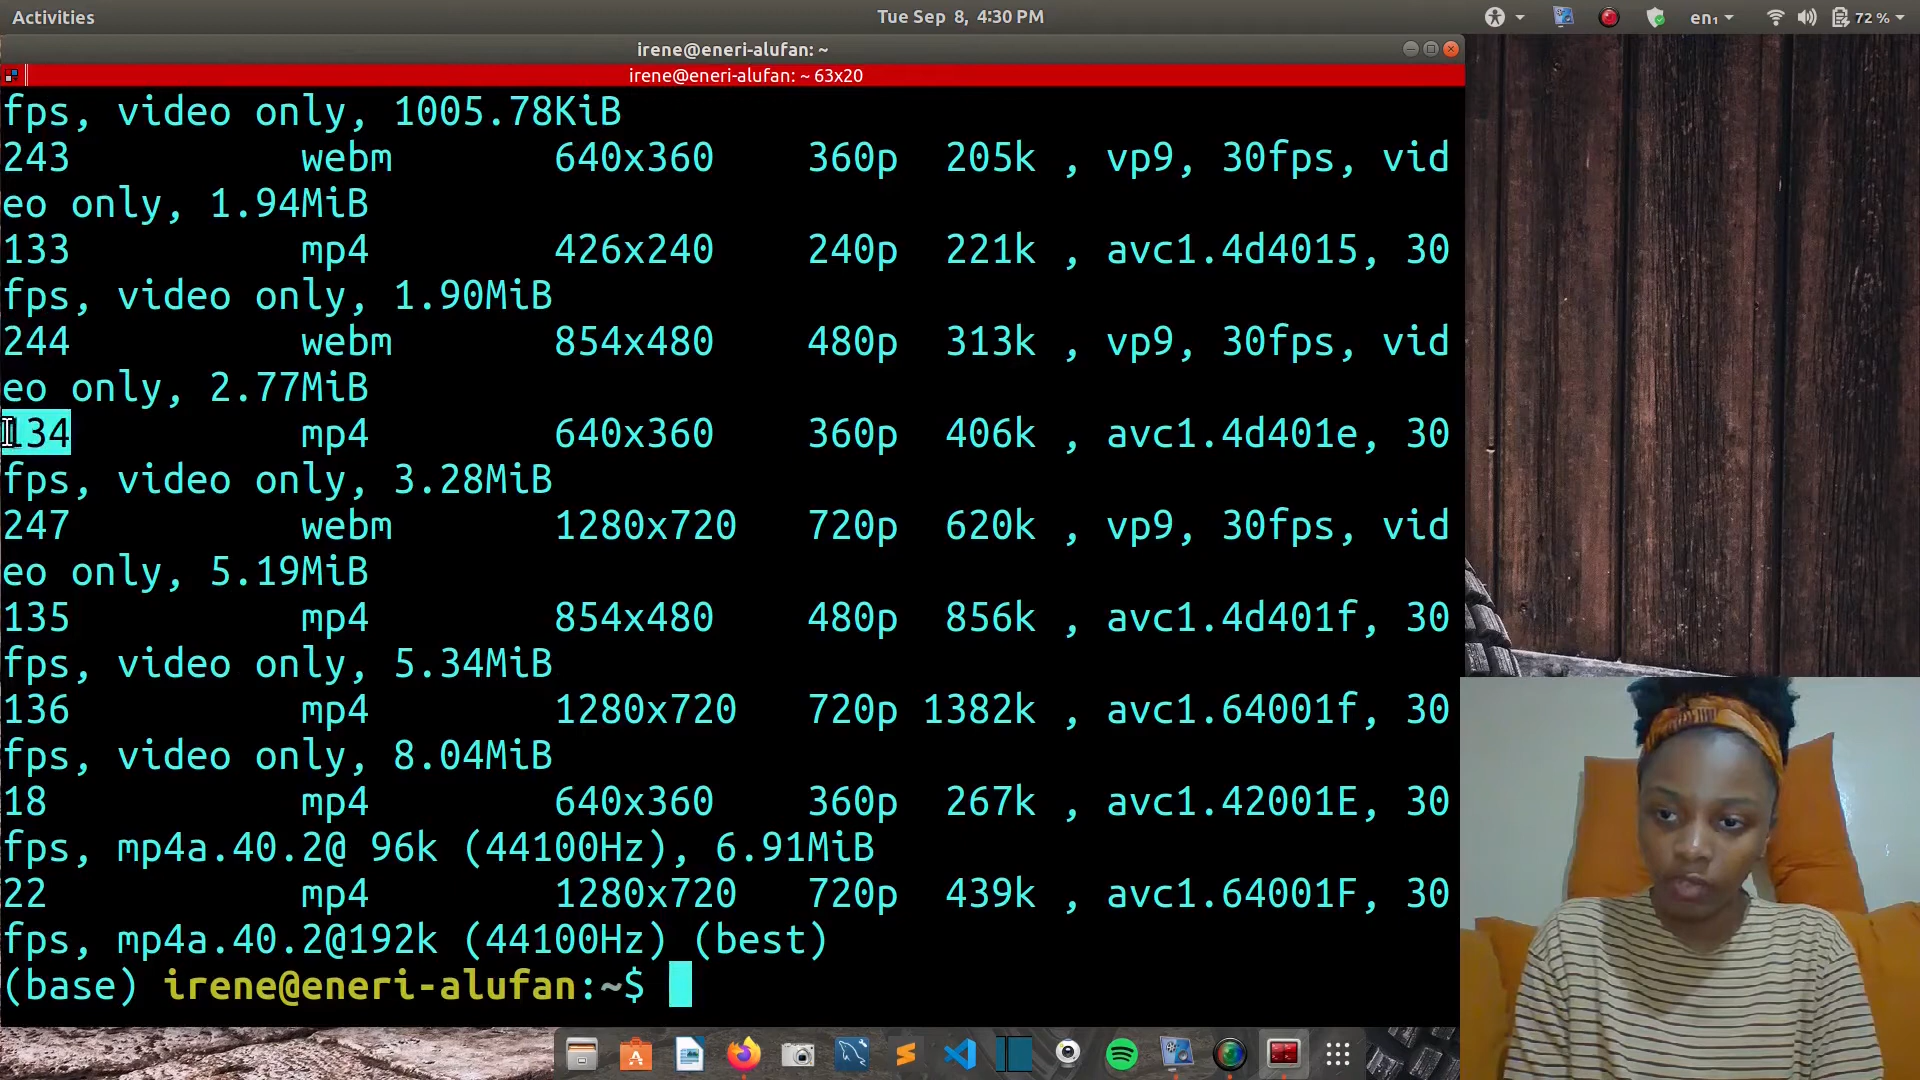 Activities
Tue Sep 8, 4:30 PM
en₁
72 %
irene@eneri-alufan: ~
irene@eneri-alufan: ~ 63x20
fps, video only, 1005.78KiB
243 webm 640x360 360p 205k , vp9, 30fps, vid
eo only, 1.94MiB
133 mp4 426x240 240p 221k , avc1.4d4015, 30
fps, video only, 1.90MiB
244 webm 854x480 480p 313k , vp9, 30fps, vid
eo only, 2.77MiB
134 mp4 640x360 360p 406k , avc1.4d401e, 30
fps, video only, 3.28MiB
247 webm 1280x720 720p 620k , vp9, 30fps, vid
eo only, 5.19MiB
135 mp4 854x480 480p 856k , avc1.4d401f, 30
fps, video only, 5.34MiB
136 mp4 1280x720 720p 1382k , avc1.64001f, 30
fps, video only, 8.04MiB
18 mp4 640x360 360p 267k , avc1.42001E, 30
fps, mp4a.40.2@ 96k (44100Hz), 6.91MiB
22 mp4 1280x720 720p 439k , avc1.64001F, 30
fps, mp4a.40.2@192k (44100Hz) (best)
(base) irene@eneri-alufan:~$